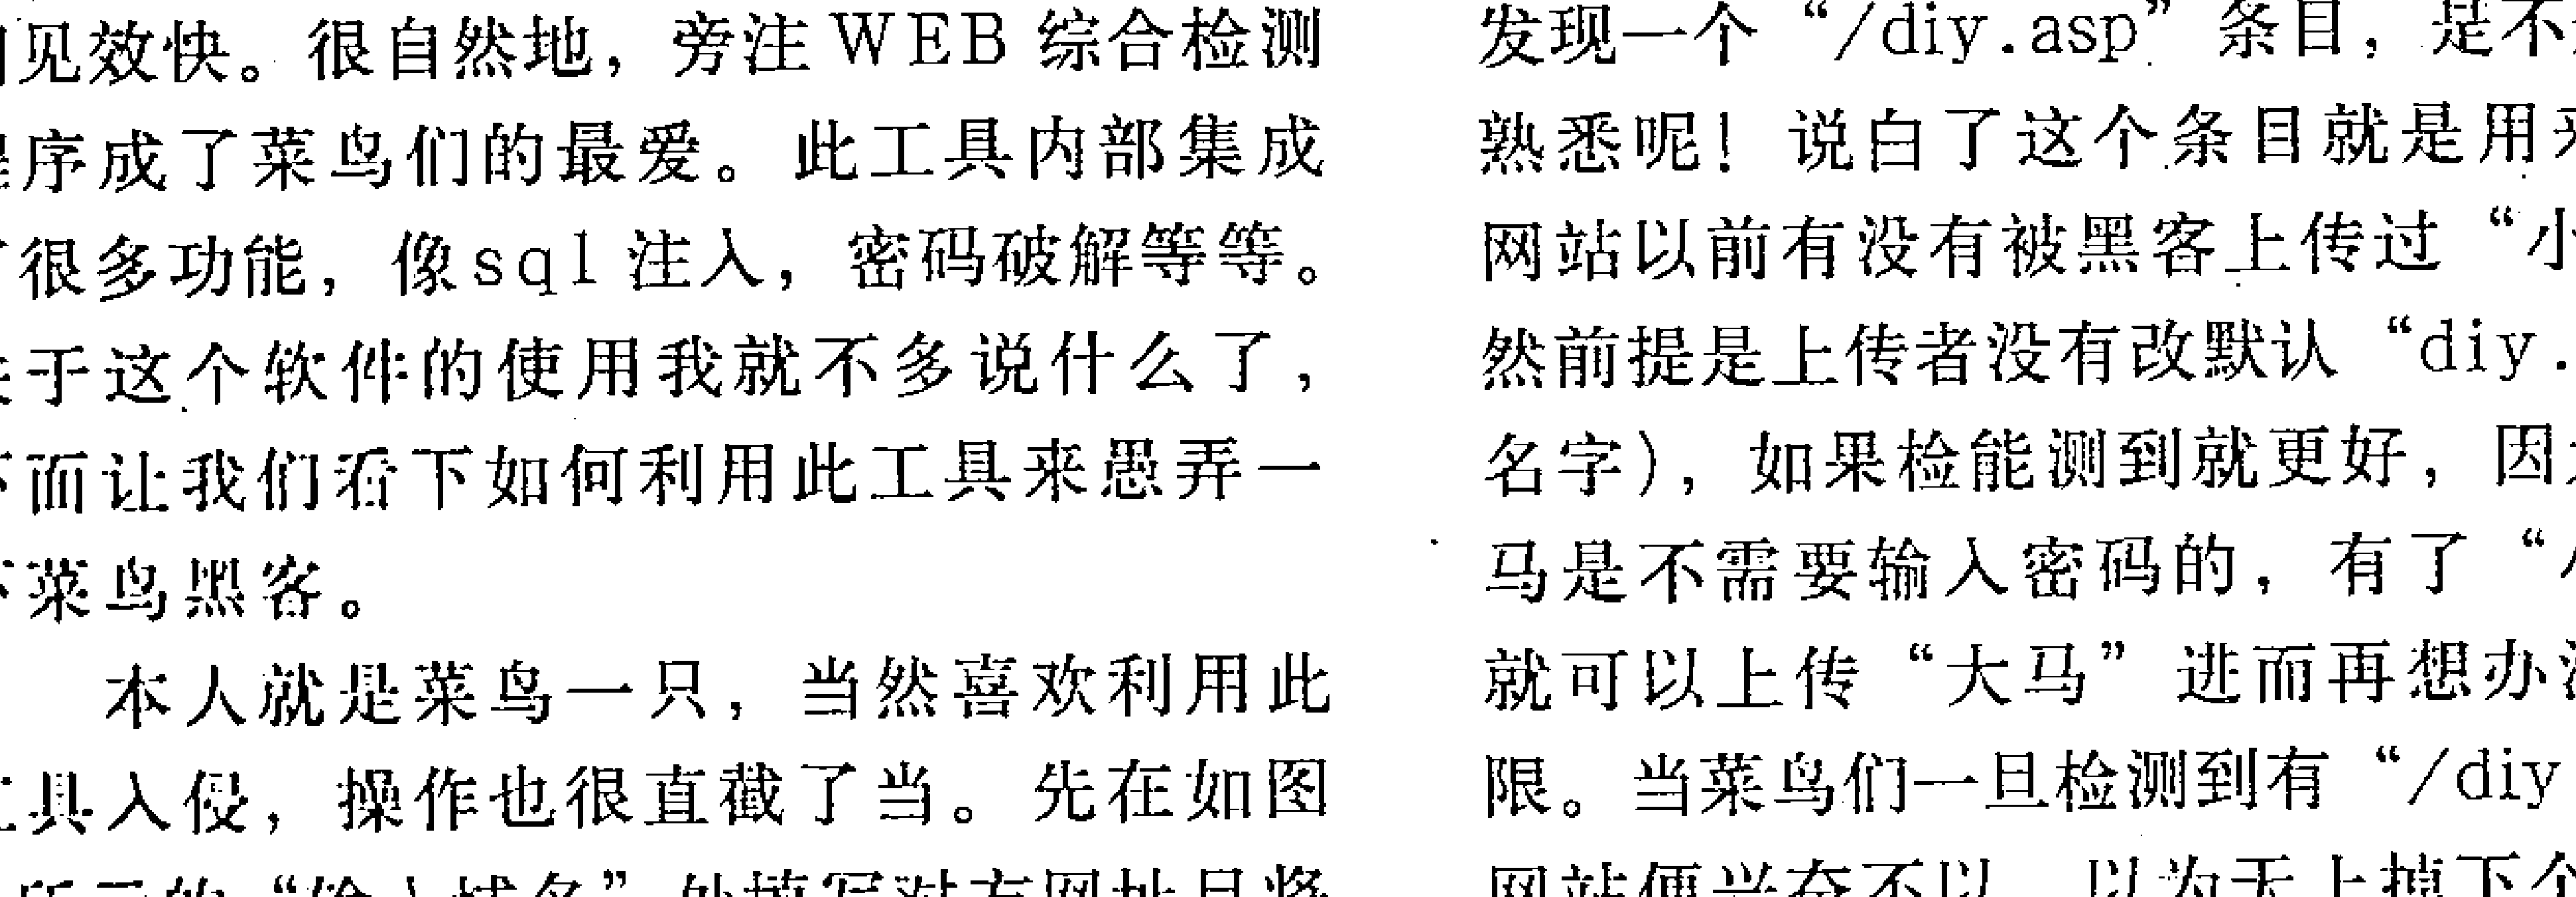 见效快。很自然地，旁注WEB综合检测
序成了菜鸟们的最爱。此工具内部集成
很多功能，像sql注入，密码破解等等。
于这个软件的使用我就不多说什么了，
而让我们看下如何利用此工具来愚弄一
菜鸟黑客。
本人就是菜鸟一只，当然喜欢利用此
具入侵，操作也很直截了当。先在如图
发现一个“/diy.asp”条目，是不
熟悉呢！说白了这个条目就是用
网站以前有没有被黑客上传过“小
然前提是上传者没有改默认“diy.
名字），如果检能测到就更好，因
马是不需要输入密码的，有了“
就可以上传“大马”进而再想办
限。当菜鸟们一旦检测到有“/diy